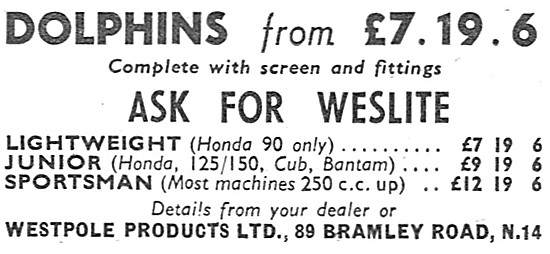 DOLPHINS from £7.19.6
Complete with screen and fittings
ASK FOR WESLITE
LIGHTWEIGHT (Honda 90 only) .......... £7 19 6
JUNIOR (Honda, 125/150, Cub, Bantam) .... £9 19 6
SPORTSMAN (Most machines 250 c.c. up) .. £12 19 6
Details from your dealer or
WESTPOLE PRODUCTS LTD., 89 BRAMLEY ROAD, N.14